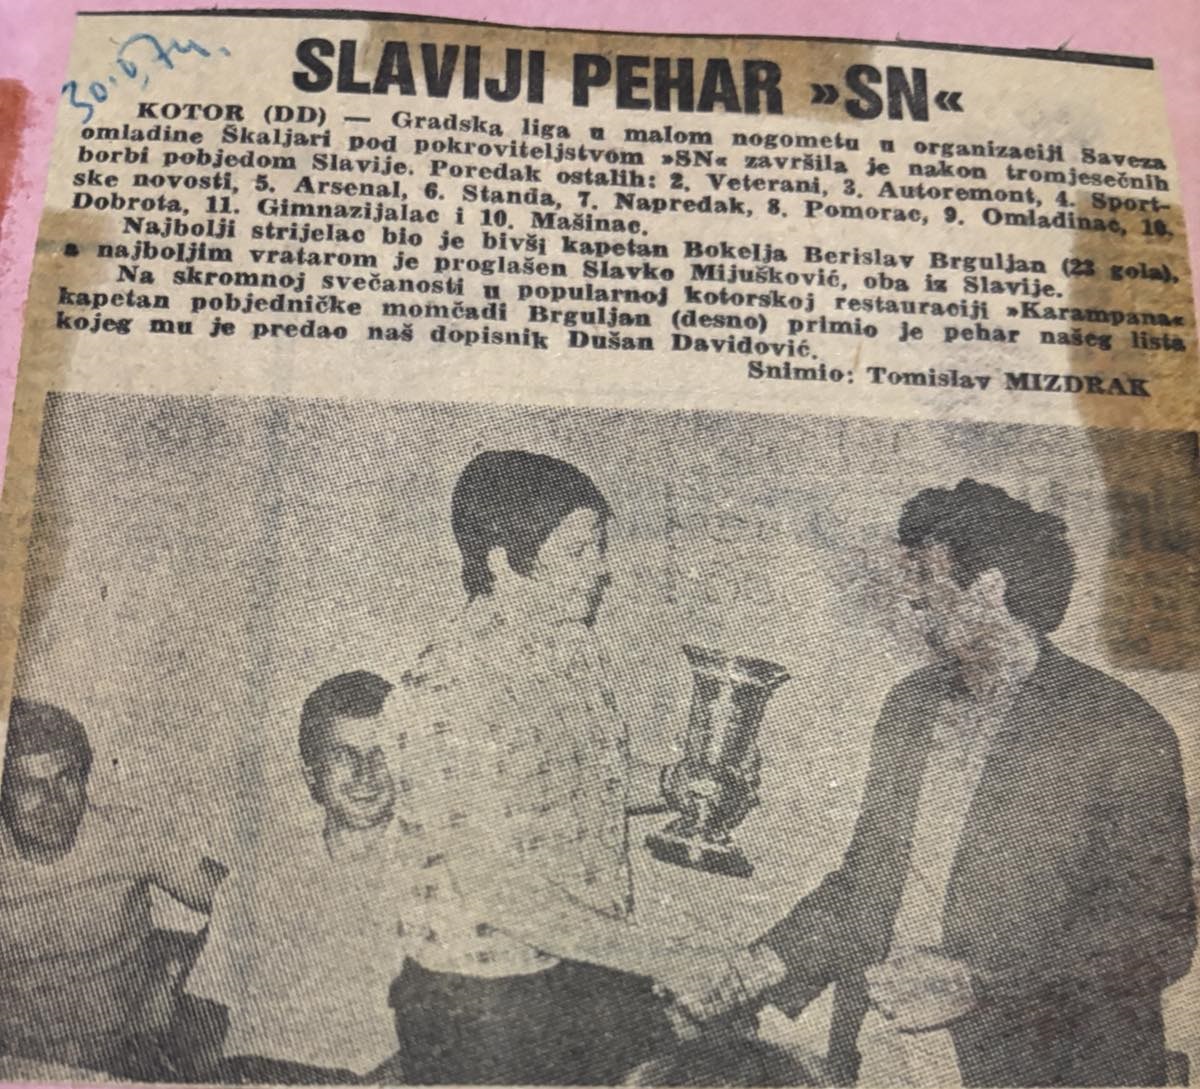 30.6.74.
SLAVIJI PEHAR »SN«
KOTOR (DD) — Gradska liga u malom nogometu u organizaciji Saveza
omladine Škaljari pod pokroviteljstvom »SN« završila je nakon tromjesečnih
borbi pobjedom Slavije. Poredak ostalih: 2. Veterani, 3. Autoremont, 4. Sport-
ske novosti, 5. Arsenal, 6. Standa, 7. Napredak, 8. Pomorac, 9. Omladinac, 10.
Dobrota, 11. Gimnazijalac i 10. Mašinac.
Najbolji strijelac bio je bivši kapetan Bokelja Berislav Brguljan (23 gola),
a najboljim vratarom je proglašen Slavko Mijušković, oba iz Slavije.
Na skromnoj svečanosti u popularnoj kotorskoj restauraciji »Karampana«
kapetan pobjedničke momčadi Brguljan (desno) primio je pehar našeg lista
kojeg mu je predao naš dopisnik Dušan Davidović.
Snimio: Tomislav MIZDRAK